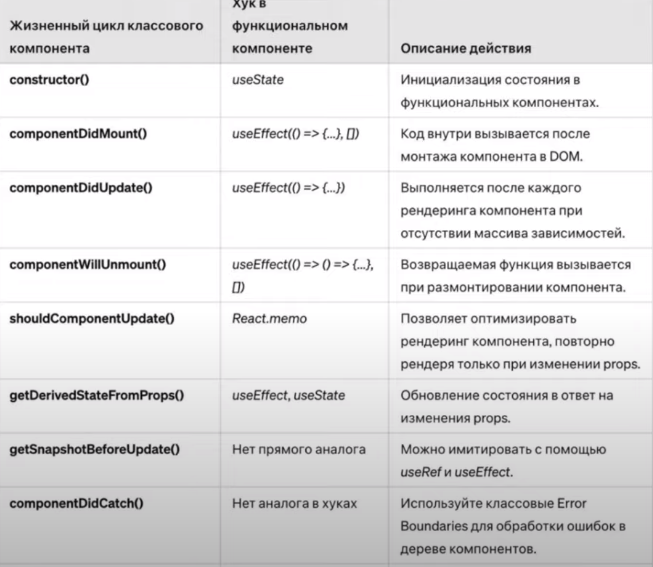 Жизненный цикл классового
компонента
Хук в
функциональном
компоненте
Описание действия
constructor()
useState
Инициализация состояния в
функциональных компонентах.
componentDidMount()
useEffect(() => {...}, [])
Код внутри вызывается после
монтажа компонента в DOM.
componentDidUpdate()
useEffect(() => {...})
Выполняется после каждого
рендеринга компонента при
отсутствии массива зависимостей.
componentWillUnmount()
useEffect(() => () => {...},
[])
Возвращаемая функция вызывается
при размонтировании компонента.
shouldComponentUpdate()
React.memo
Позволяет оптимизировать
рендеринг компонента, повторно
рендеря только при изменении props.
getDerivedStateFromProps()
useEffect, useState
Обновление состояния в ответ на
изменения props.
getSnapshotBeforeUpdate()
Нет прямого аналога
Можно имитировать с помощью
useRef и useEffect.
componentDidCatch()
Нет аналога в хуках
Используйте классовые Error
Boundaries для обработки ошибок в
дереве компонентов.